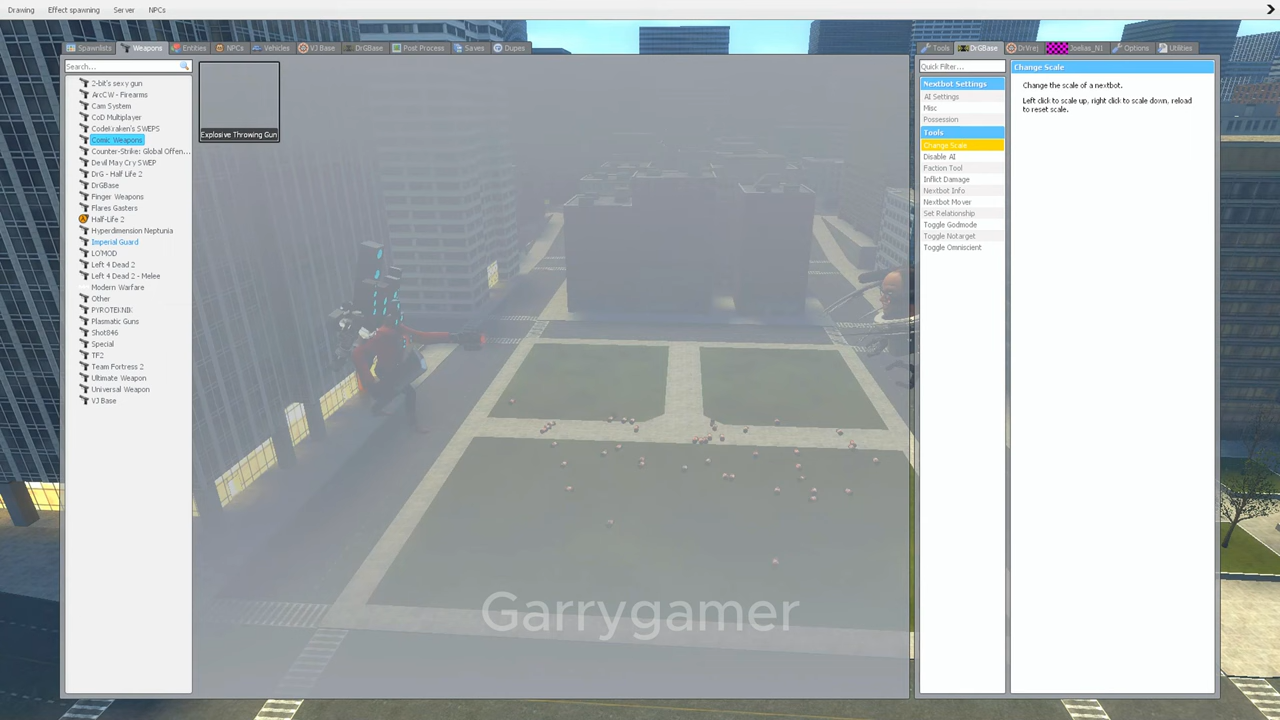 Drawing Effect spawning Server NPCs
Spawnlists Weapons Entities NPCs Vehicles VJ Base DrGBase Post Process Saves Dupes
Search...
2-bit's sexy gun
ArcCW - Firearms
Cam System
CoD Multiplayer
CodeKraken's SWEPS
Comic Weapons
Counter-Strike: Global Offen...
Devil May Cry SWEP
DrG - Half Life 2
DrGBase
Finger Weapons
Flares Gasters
Half-Life 2
Hyperdimension Neptunia
Imperial Guard
LO'MOD
Left 4 Dead 2
Left 4 Dead 2 - Melee
Modern Warfare
Other
PYROTEKNIK
Plasmatic Guns
Shot846
Special
TF2
Team Fortress 2
Ultimate Weapon
Universal Weapon
VJ Base
Explosive Throwing Gun
Garrygamer
Tools DrGBase DrVrej Joelias_N1 Options Utilities
Quick Filter...
Nextbot Settings
AI Settings
Misc
Possession
Tools
Change Scale
Disable AI
Faction Tool
Inflict Damage
Nextbot Info
Nextbot Mover
Set Relationship
Toggle Godmode
Toggle Notarget
Toggle Omniscient
Change Scale
Change the scale of a nextbot.
Left click to scale up, right click to scale down, reload
to reset scale.